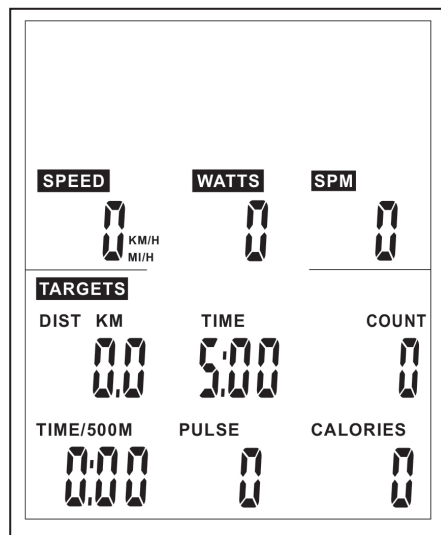 SPEED WATTS SPM
0 KM/H MI/H 0 0
TARGETS
DIST KM TIME COUNT
0.0 5:00 0
TIME/500M PULSE CALORIES
0:00 0 0